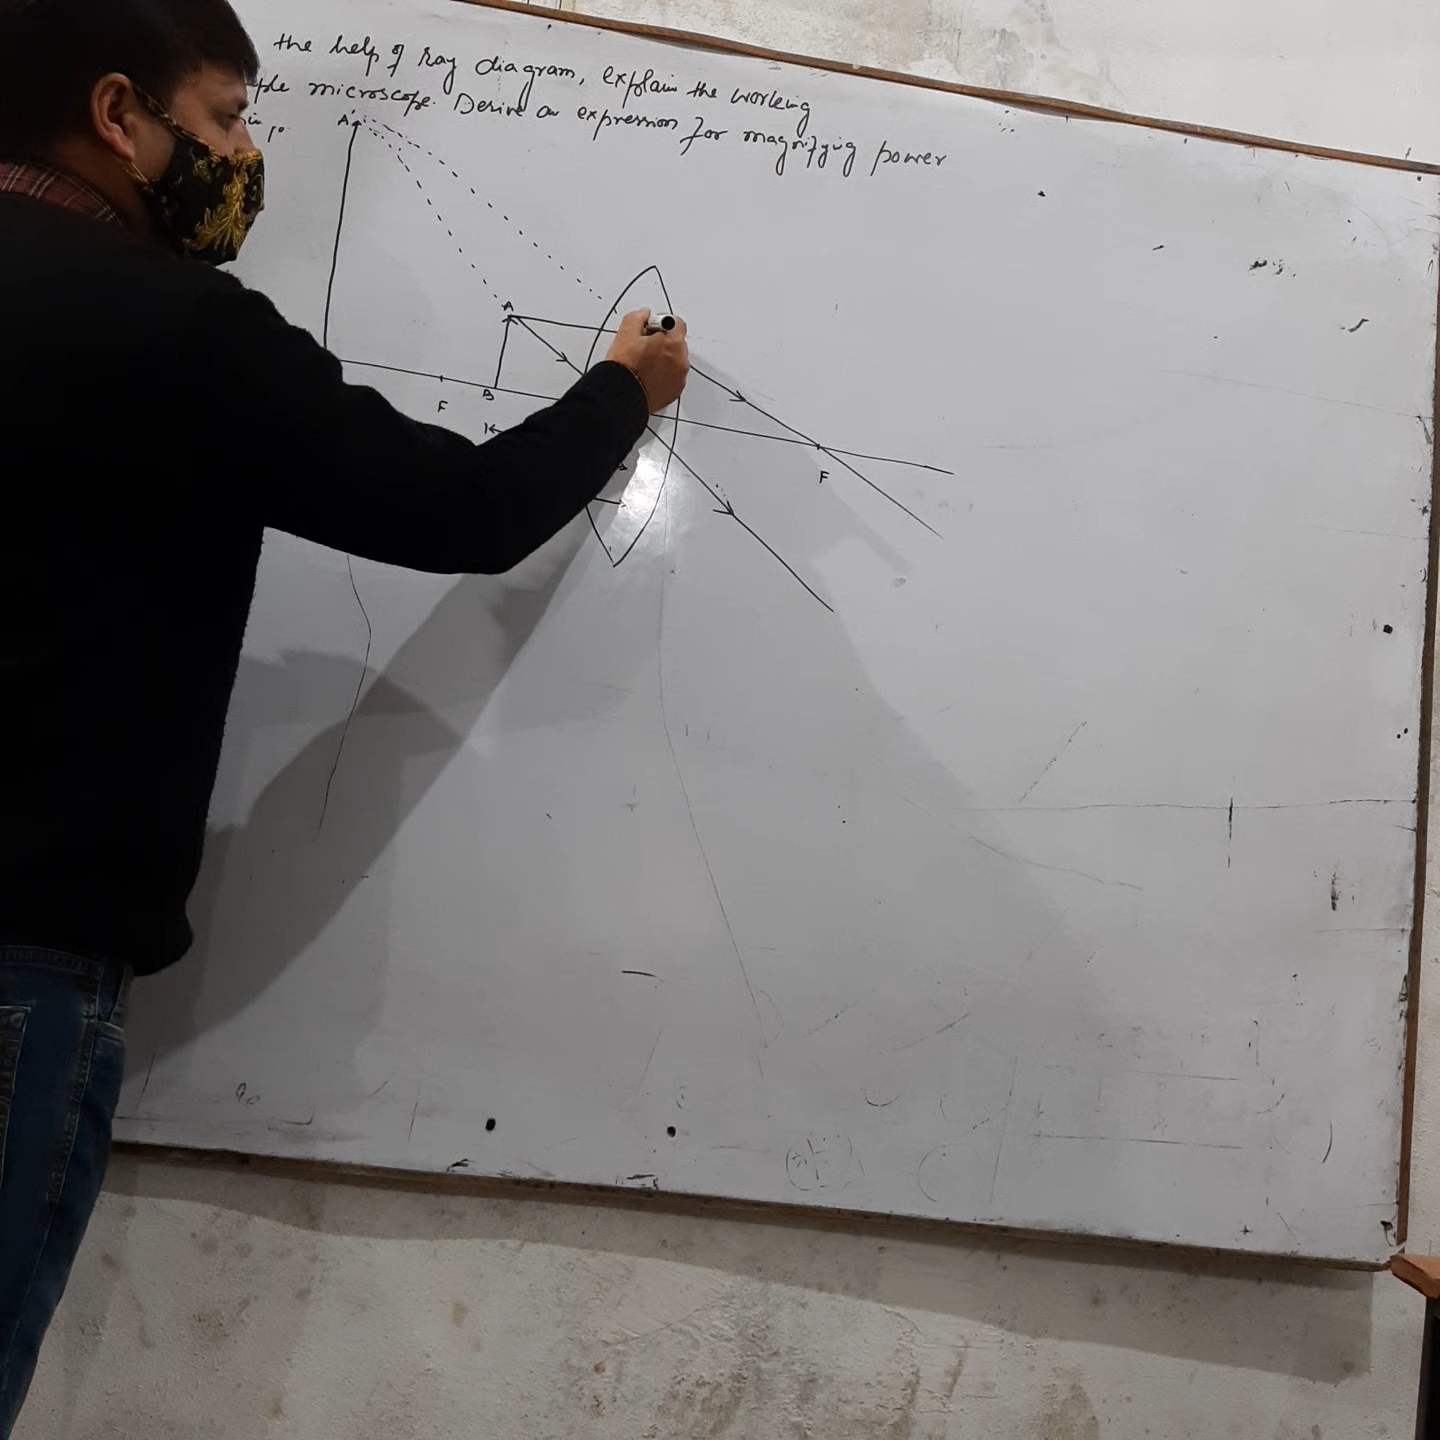 the help of ray diagram, explain the working
microscope. Derive an expression for magnifying power
A'
A
B
F
F